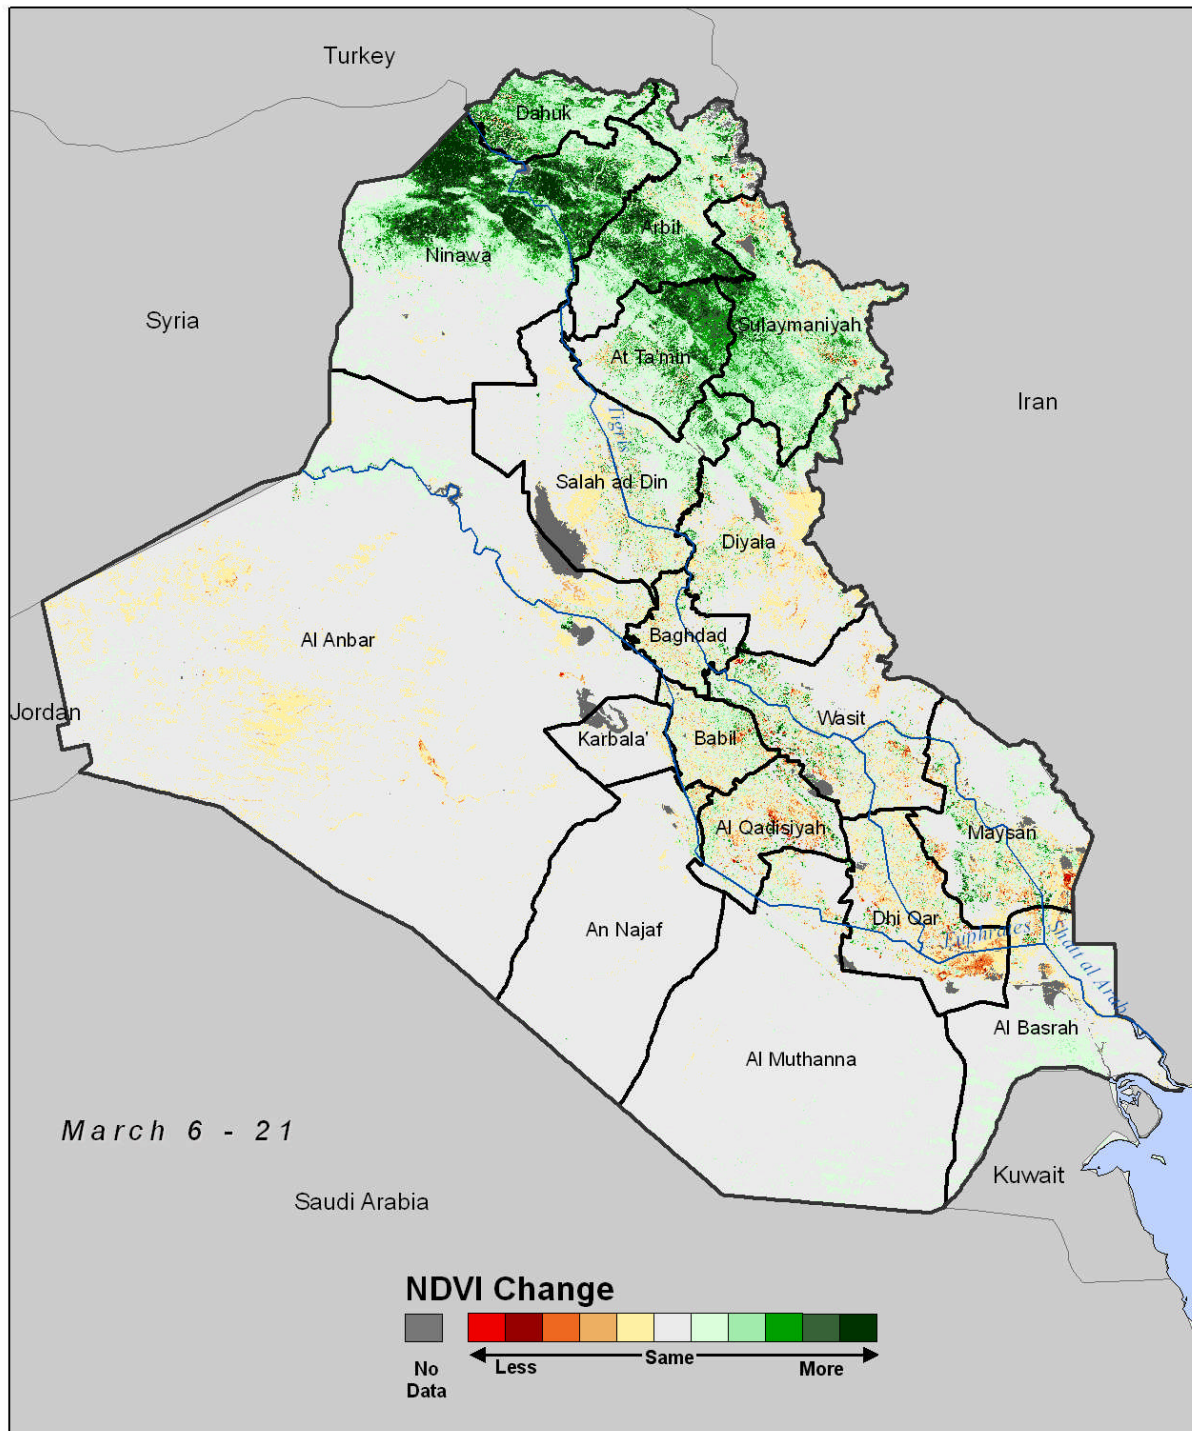 Turkey
Dahuk
Arbil
Ninawa
Syria
Sulaymaniyah
At Ta'min
Iran
Tigris
Salah ad Din
Diyala
Al Anbar
Baghdad
Jordan
Wasit
Karbala'
Babil
Al Qadisiyah
Maysan
Dhi Qar
An Najaf
Euphrates
Shatt al Arab
Al Basrah
Al Muthanna
March 6 - 21
Kuwait
Saudi Arabia
NDVI Change
No
Data
Less
Same
More